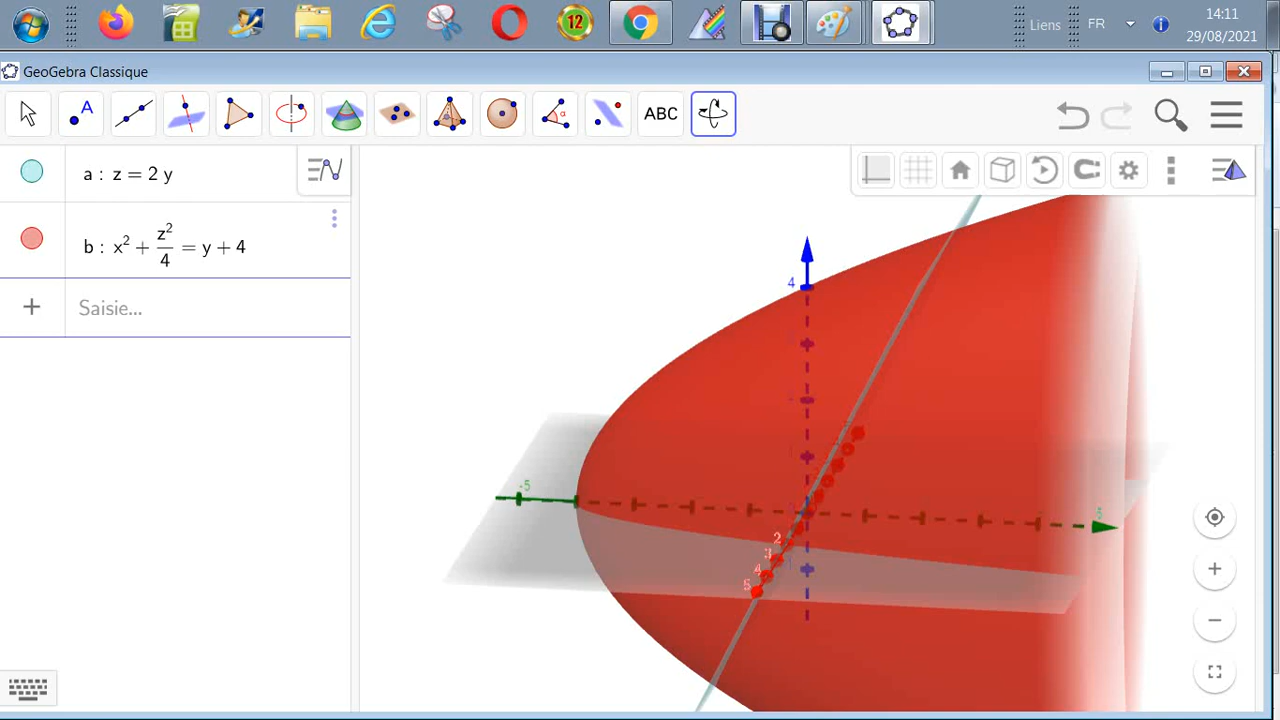 12
Liens
FR
14:11
29/08/2021
GeoGebra Classique
A
α
ABC
a : z = 2 y
b : x² + z²/4 = y + 4
Saisie...
4
-5
5
2
3
4
5